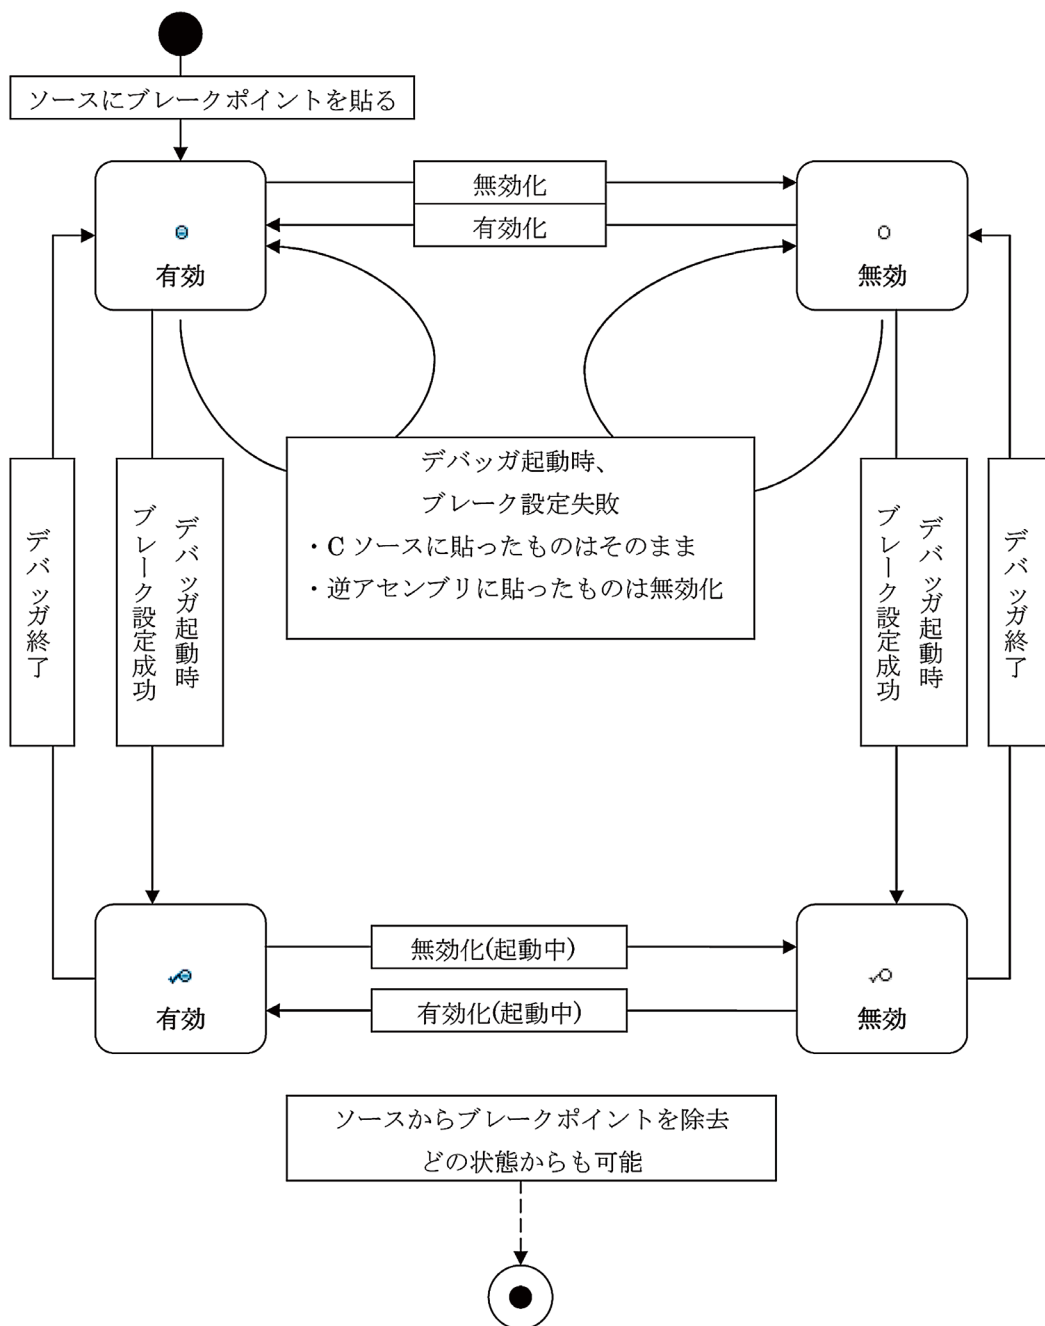 ソースにブレークポイントを貼る
無効化
有効化
有効
無効
デバッガ起動時、
ブレーク設定失敗
・C ソースに貼ったものはそのまま
・逆アセンブリに貼ったものは無効化
デバッガ終了
デバッガ起動時
ブレーク設定成功
デバッガ起動時
ブレーク設定成功
デバッガ終了
無効化(起動中)
有効化(起動中)
有効
無効
ソースからブレークポイントを除去
どの状態からも可能